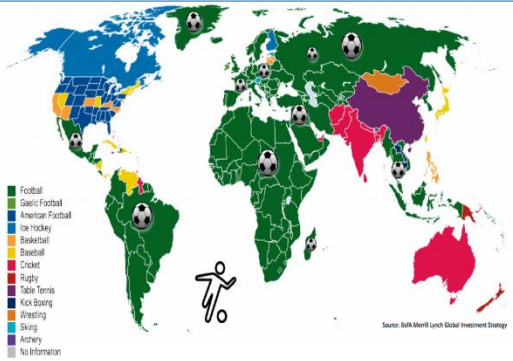 Football
Gaelic Football
American Football
Ice Hockey
Basketball
Baseball
Cricket
Rugby
Table Tennis
Kick Boxing
Wrestling
Skiing
Archery
No Information
Source: BofA Merrill Lynch Global Investment Strategy